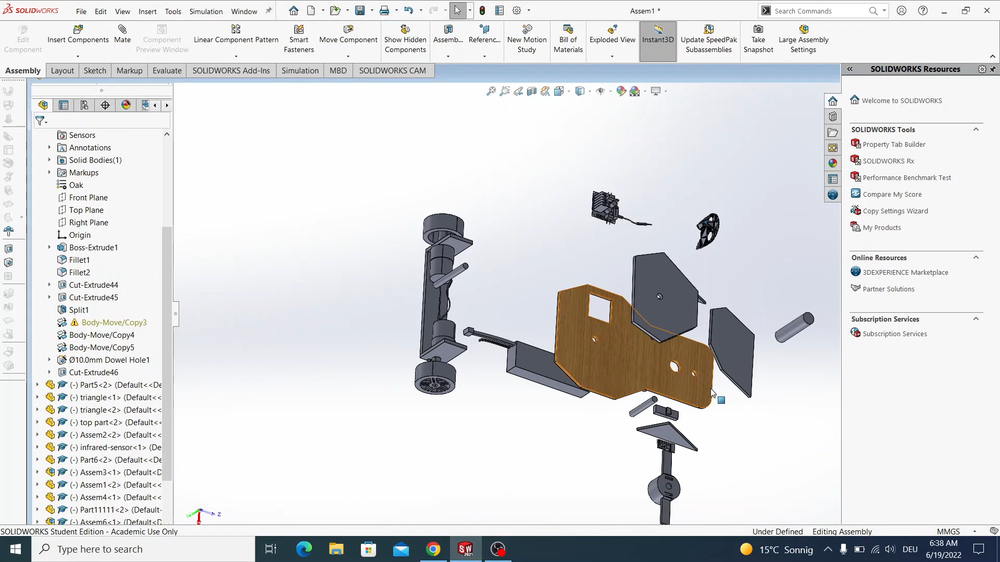 SOLIDWORKS
File Edit View Insert Tools Simulation Window
Assem1 *
Search Commands
Edit Component
Insert Components
Mate
Component Preview Window
Linear Component Pattern
Smart Fasteners
Move Component
Show Hidden Components
Assemb...
Referenc...
New Motion Study
Bill of Materials
Exploded View
Instant3D
Update SpeedPak Subassemblies
Take Snapshot
Large Assembly Settings
Assembly Layout Sketch Markup Evaluate SOLIDWORKS Add-Ins Simulation MBD SOLIDWORKS CAM
SOLIDWORKS Resources
Sensors
Annotations
Solid Bodies(1)
Markups
Oak
Front Plane
Top Plane
Right Plane
Origin
Boss-Extrude1
Fillet1
Fillet2
Cut-Extrude44
Cut-Extrude45
Split1
Body-Move/Copy3
Body-Move/Copy4
Body-Move/Copy5
Ø10.0mm Dowel Hole1
Cut-Extrude46
(-) Part5<2> (Default<<De
(-) triangle<1> (Default<<
(-) triangle<2> (Default<<
(-) top part<2> (Default<<
(-) Assem2<2> (Default<<
(-) infrared-sensor<1> (De
(-) Part6<2> (Default<<De
(-) Assem3<1> (Default<D
(-) Assem1<2> (Default<<
(-) Assem4<1> (Default<D
(-) Part11111<2> (Default<
(-) Assem6<1> (Default<D
Z
Y
Welcome to SOLIDWORKS
SOLIDWORKS Tools
Property Tab Builder
SOLIDWORKS Rx
Performance Benchmark Test
Compare My Score
Copy Settings Wizard
My Products
Online Resources
3DEXPERIENCE Marketplace
Partner Solutions
Subscription Services
Subscription Services
SOLIDWORKS Student Edition - Academic Use Only
Under Defined Editing Assembly MMGS
Type here to search
SW
2021
15°C Sonnig
DEU
6:38 AM
6/19/2022